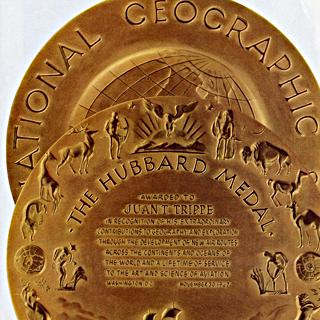 NATIONAL GEOGRAPHIC
·THE HUBBARD MEDAL·
AWARDED TO
JUAN T. TRIPPE
IN RECOGNITION OF HIS EXTRAORDINARY
CONTRIBUTIONS TO GEOGRAPHY AND EXPLORATION
THROUGH THE DEVELOPMENT OF NEW AIR ROUTES
ACROSS THE CONTINENTS AND OCEANS OF
THE WORLD AND A LIFETIME OF SERVICE
TO THE ART AND SCIENCE OF AVIATION
WASHINGTON D.C. NOVEMBER